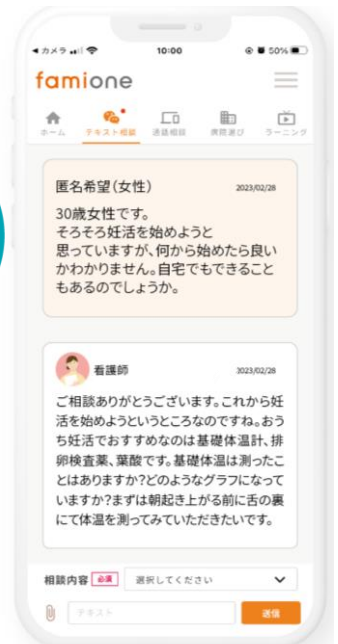 カメラ 10:00 50%
famione
ホーム テキスト相談 通話相談 病院選び ラーニング
匿名希望(女性) 2023/02/28
30歳女性です。
そろそろ妊活を始めようと
思っていますが、何から始めたら良い
かわかりません。自宅でもできること
もあるのでしょうか。
看護師 2023/02/28
ご相談ありがとうございます。これから妊
活を始めようというところなのですね。おう
ち妊活でおすすめなのは基礎体温計、排
卵検査薬、葉酸です。基礎体温は測ったこ
とはありますか?どのようなグラフになって
いますか?まずは朝起き上がる前に舌の裏
にて体温を測ってみていただきたいです。
相談内容 必須 選択してください
テキスト 送信